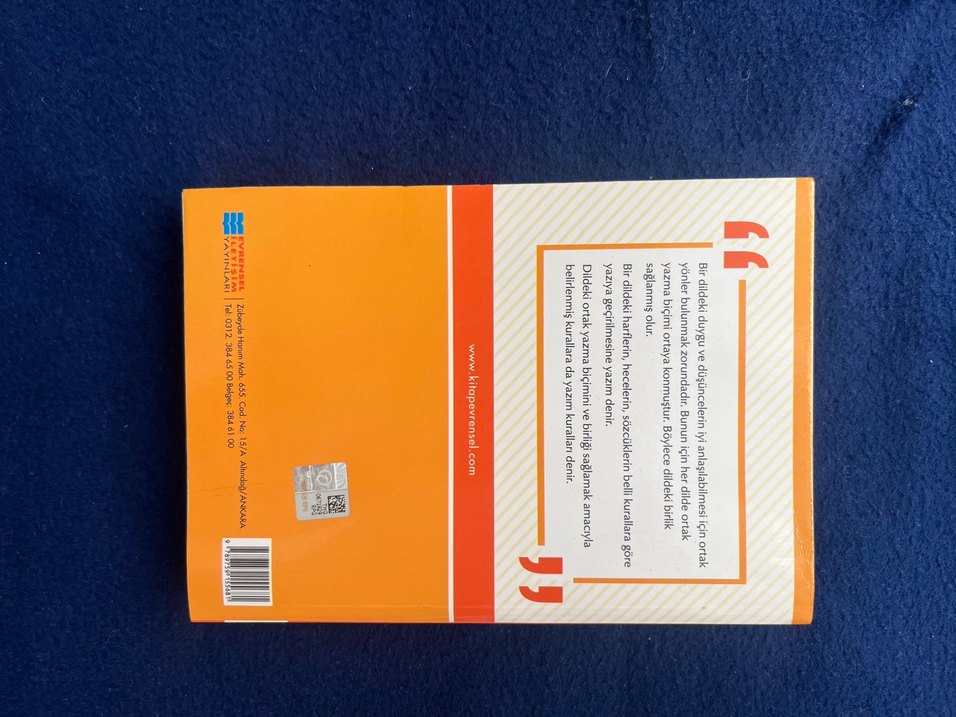 Bir dildeki duygu ve düşüncelerin iyi anlaşılabilmesi için ortak
yönler bulunmak zorundadır. Bunun için her dilde ortak
yazma biçimi ortaya konmuştur. Böylece dildeki birlik
sağlanmış olur.
Bir dildeki harflerin, hecelerin, sözcüklerin belli kurallara göre
yazıya geçirilmesine yazım denir.
Dildeki ortak yazma biçimini ve birliği sağlamak amacıyla
belirlenmiş kurallara da yazım kuralları denir.
www.kitapevrensel.com
EVRENSEL
İLETİŞİM
YAYINLARI
Zübeyde Hanım Mah. 655. Cad. No: 15/A Altındağ/ANKARA
Tel: 0312. 384 65 00 Belgeç: 384 61 00
9 789759 155681